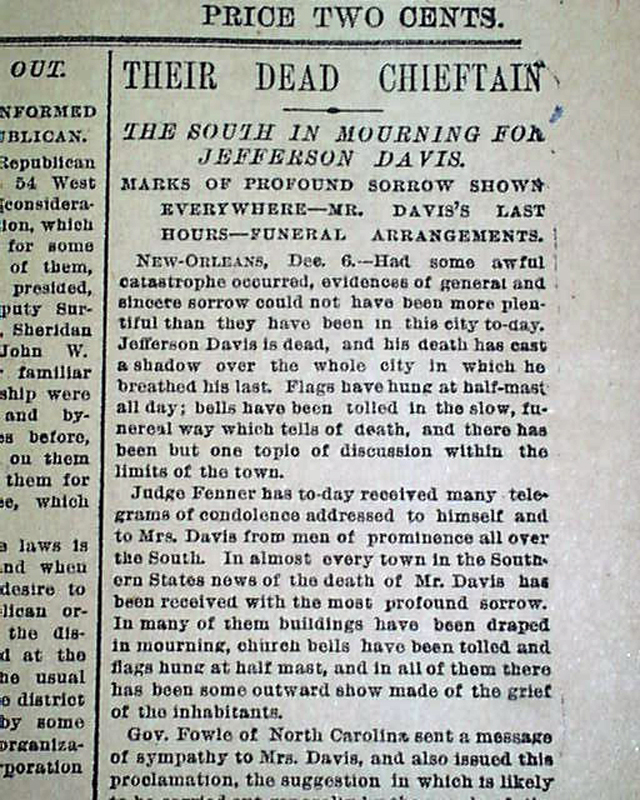 PRICE TWO CENTS.
OUT.
NFORMED
BLICAN.
Republican
54 West
considera-
ion, which
for some
of them,
presided,
puty Sur-
. Sheridan
John W.
familiar
ship were
and by-
es before,
on them
them for
ee, which
laws is
And when
desire to
lican or-
the dis-
d at the
he usual
district
by some
organiza-
rporation
THEIR DEAD CHIEFTAIN
THE SOUTH IN MOURNING FOR
JEFFERSON DAVIS.
MARKS OF PROFOUND SORROW SHOWN
EVERYWHERE—MR. DAVIS'S LAST
HOURS—FUNERAL ARRANGEMENTS.
NEW-ORLEANS, Dec. 6.—Had some awful
catastrophe occurred, evidences of general and
sincere sorrow could not have been more plen-
tiful than they have been in this city to-day.
Jefferson Davis is dead, and his death has cast
a shadow over the whole city in which he
breathed his last. Flags have hung at half-mast
all day; bells have been tolled in the slow, fu-
nereal way which tells of death, and there has
been but one topic of discussion within the
limits of the town.
Judge Fenner has to-day received many tele-
grams of condolence addressed to himself and
to Mrs. Davis from men of prominence all over
the South. In almost every town in the South-
ern States news of the death of Mr. Davis has
been received with the most profound sorrow.
In many of them buildings have been draped
in mourning, church bells have been tolled and
flags hung at half mast, and in all of them there
has been some outward show made of the grief
of the inhabitants.
Gov. Fowle of North Carolina sent a message
of sympathy to Mrs. Davis, and also issued this
proclamation, the suggestion in which is likely